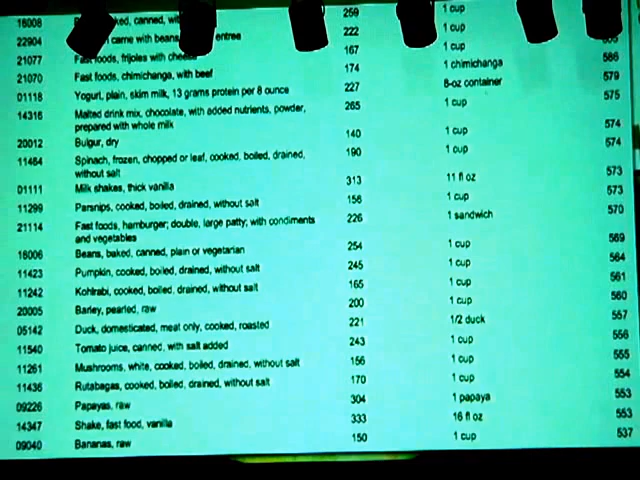 16008 ked, canned, wit 259 1 cup
22904 carne with beans, entree 222 1 cup
21077 Fast foods, frijoles with cheese 167 1 cup
21070 Fast foods, chimichanga, with beef 174 1 chimichanga 586
01118 Yogurt, plain, skim milk, 13 grams protein per 8 ounce 227 8-oz container 579
14316 Malted drink mix, chocolate, with added nutrients, powder, 265 1 cup 575
prepared with whole milk
20012 Bulgur, dry 140 1 cup 574
11464 Spinach, frozen, chopped or leaf, cooked, boiled, drained, 190 1 cup 574
without salt
01111 Milk shakes, thick vanilla 313 11 fl oz 573
11299 Parsnips, cooked, boiled, drained, without salt 156 1 cup 573
21114 Fast foods, hamburger; double, large patty; with condiments 226 1 sandwich 570
and vegetables
16006 Beans, baked, canned, plain or vegetarian 254 1 cup 569
11423 Pumpkin, cooked, boiled, drained, without salt 245 1 cup 564
11242 Kohlrabi, cooked, boiled, drained, without salt 165 1 cup 561
20005 Barley, pearled, raw 200 1 cup 560
05142 Duck, domesticated, meat only, cooked, roasted 221 1/2 duck 557
11540 Tomato juice, canned, with salt added 243 1 cup 556
11261 Mushrooms, white, cooked, boiled, drained, without salt 156 1 cup 555
11436 Rutabagas, cooked, boiled, drained, without salt 170 1 cup 554
09226 Papayas, raw 304 1 papaya 553
14347 Shake, fast food, vanilla 333 16 fl oz 553
09040 Bananas, raw 150 1 cup 537